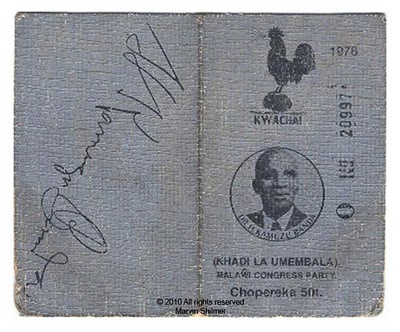 1978
KWACHA!
20997
DR. H. KAMUZU BANDA
(KHADI LA UMEMBALA)
MALAWI CONGRESS PARTY
Chopereka 50t.
© 2010 All rights reserved
Marvin Shilmer